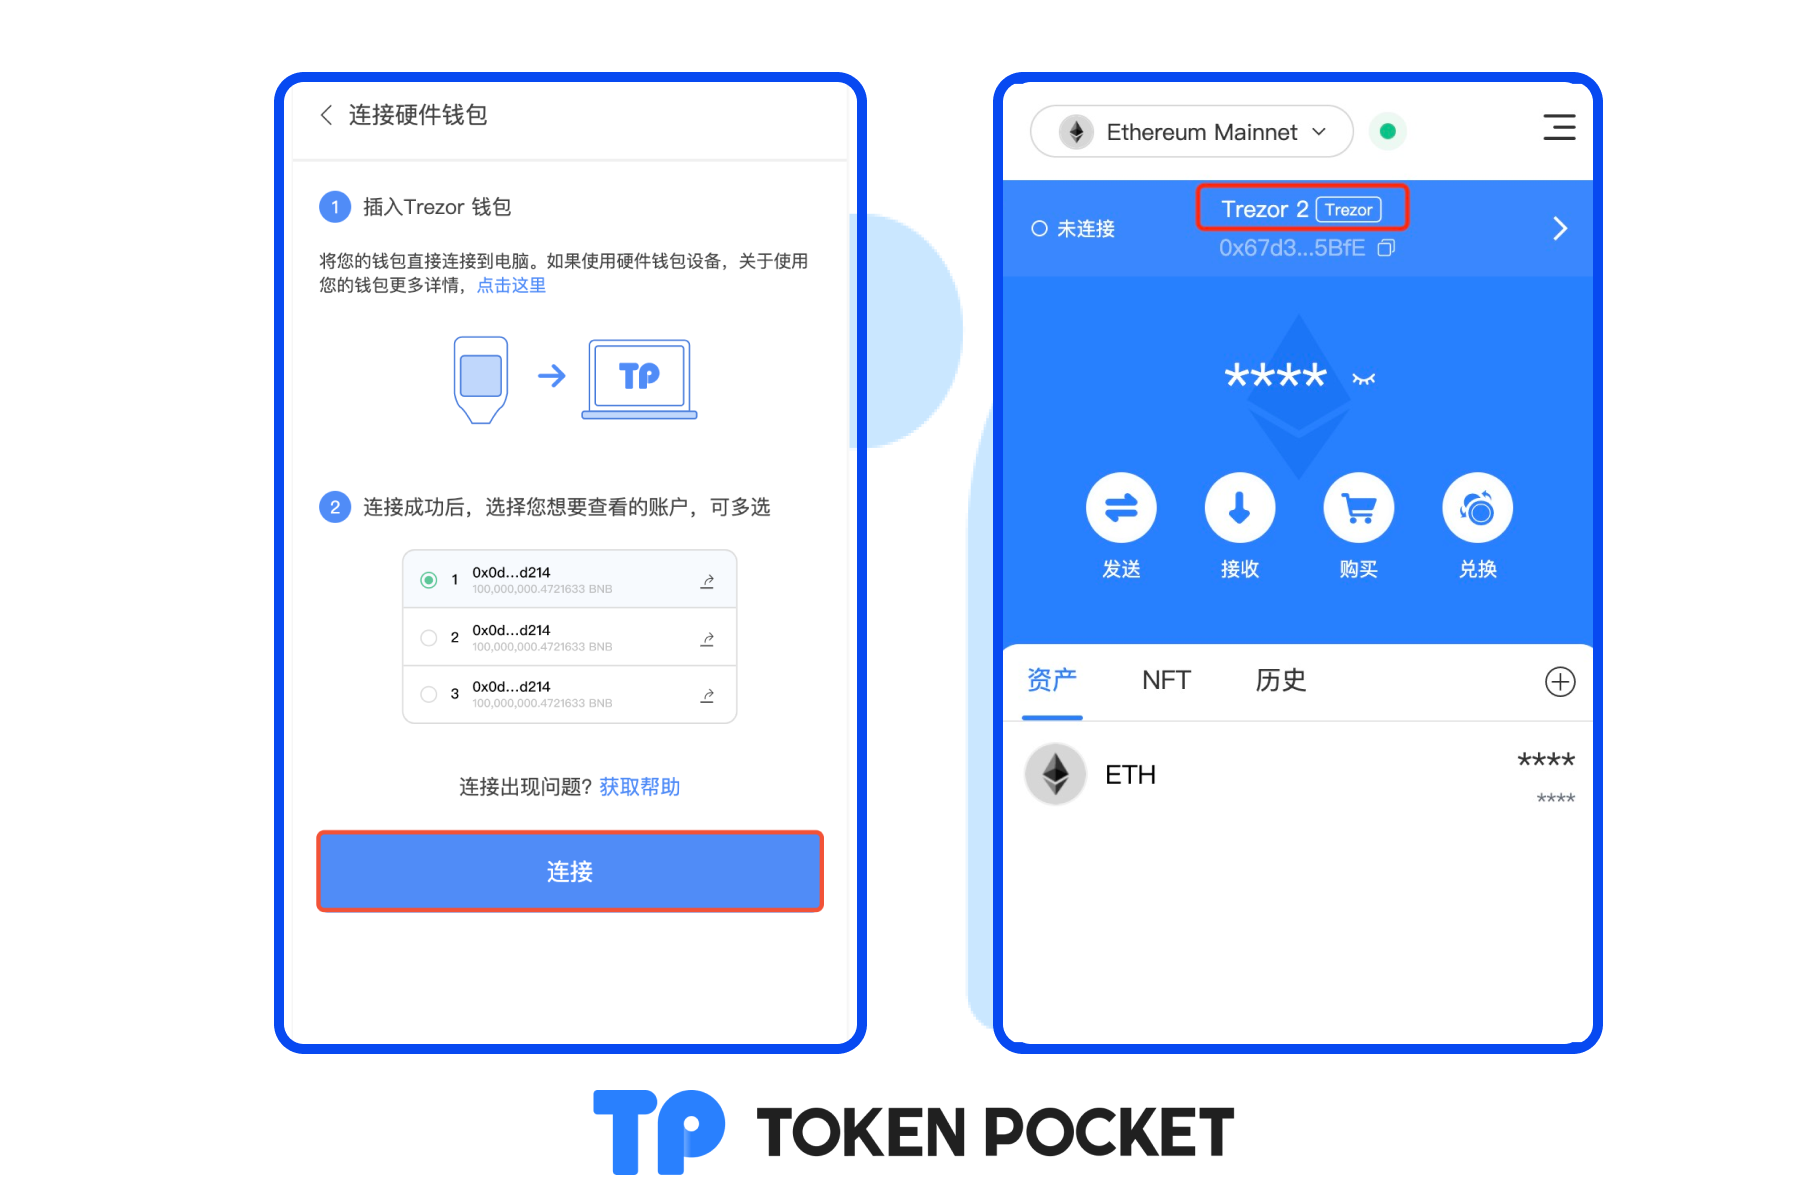 连接硬件钱包
1 插入Trezor 钱包
将您的钱包直接连接到电脑。如果使用硬件钱包设备，关于使用
您的钱包更多详情，点击这里
TP
2 连接成功后，选择您想要查看的账户，可多选
1 0x0d...d214
100,000,000.4721633 BNB
2 0x0d...d214
100,000,000.4721633 BNB
3 0x0d...d214
100,000,000.4721633 BNB
连接出现问题? 获取帮助
连接
Ethereum Mainnet
未连接
Trezor 2 Trezor
0x67d3...5BfE
****
发送 接收 购买 兑换
资产 NFT 历史
ETH ****
****
TP TOKEN POCKET